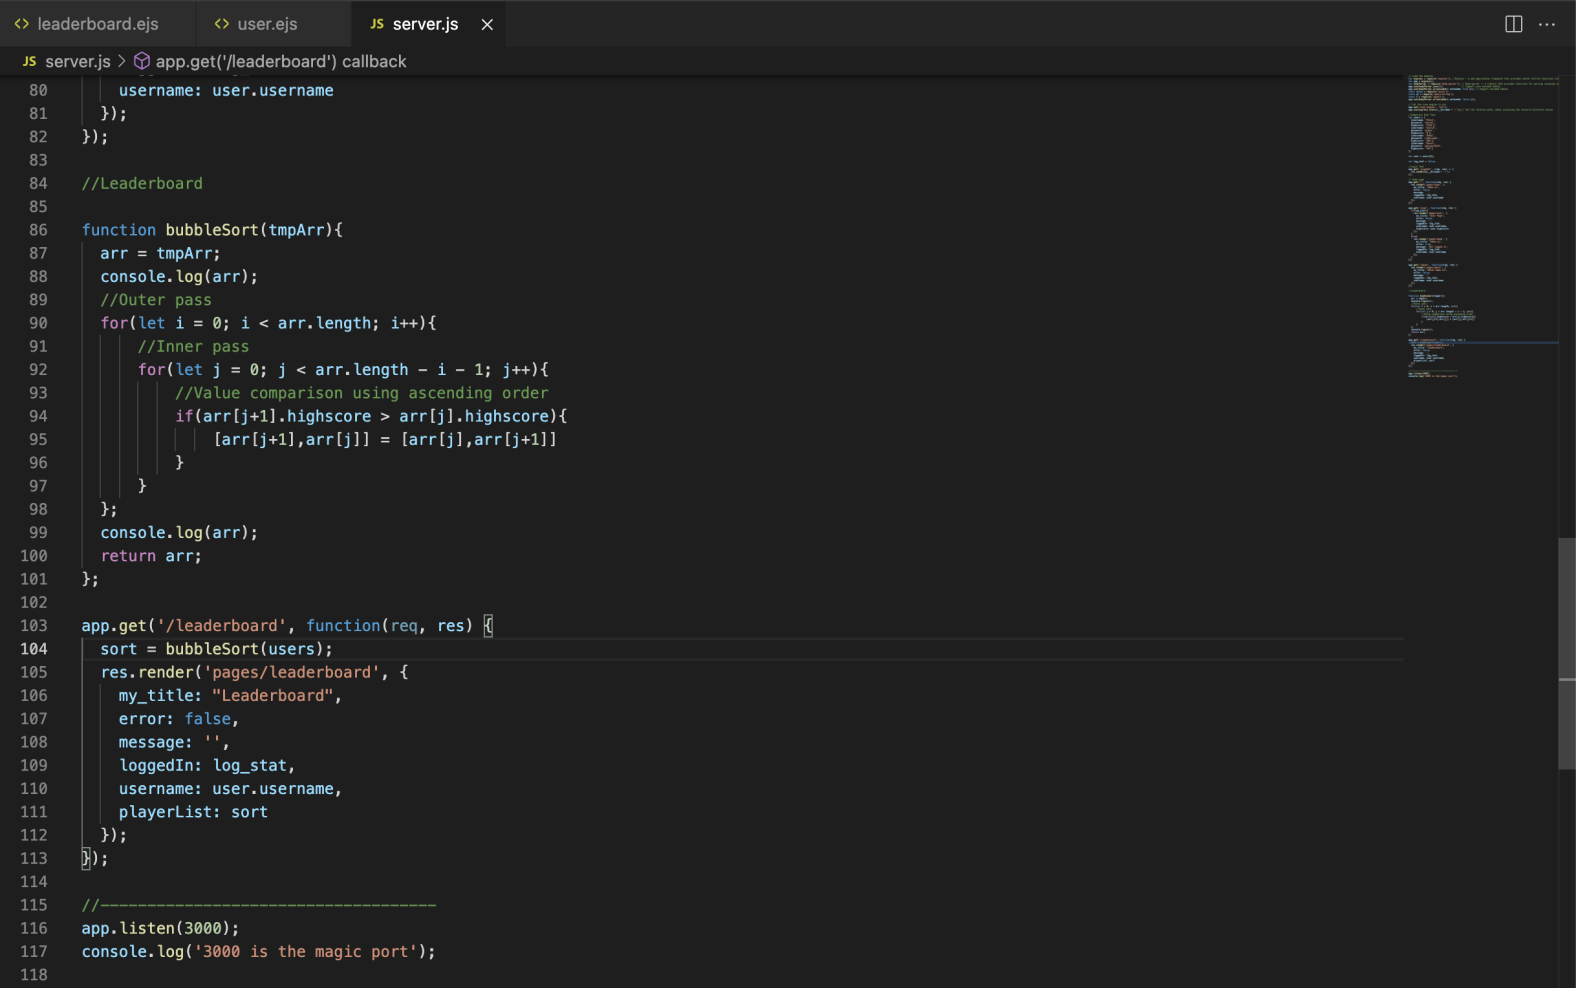 <> leaderboard.ejs <> user.ejs JS server.js × ...
JS server.js > app.get('/leaderboard') callback
80 username: user.username
81 });
82 });
83
84 //Leaderboard
85
86 function bubbleSort(tmpArr){
87 arr = tmpArr;
88 console.log(arr);
89 //Outer pass
90 for(let i = 0; i < arr.length; i++){
91 //Inner pass
92 for(let j = 0; j < arr.length - i - 1; j++){
93 //Value comparison using ascending order
94 if(arr[j+1].highscore > arr[j].highscore){
95 [arr[j+1],arr[j]] = [arr[j],arr[j+1]]
96 }
97 }
98 };
99 console.log(arr);
100 return arr;
101 };
102
103 app.get('/leaderboard', function(req, res) {
104 sort = bubbleSort(users);
105 res.render('pages/leaderboard', {
106 my_title: "Leaderboard",
107 error: false,
108 message: '',
109 loggedIn: log_stat,
110 username: user.username,
111 playerList: sort
112 });
113 });
114
115 //------------------------------------
116 app.listen(3000);
117 console.log('3000 is the magic port');
118